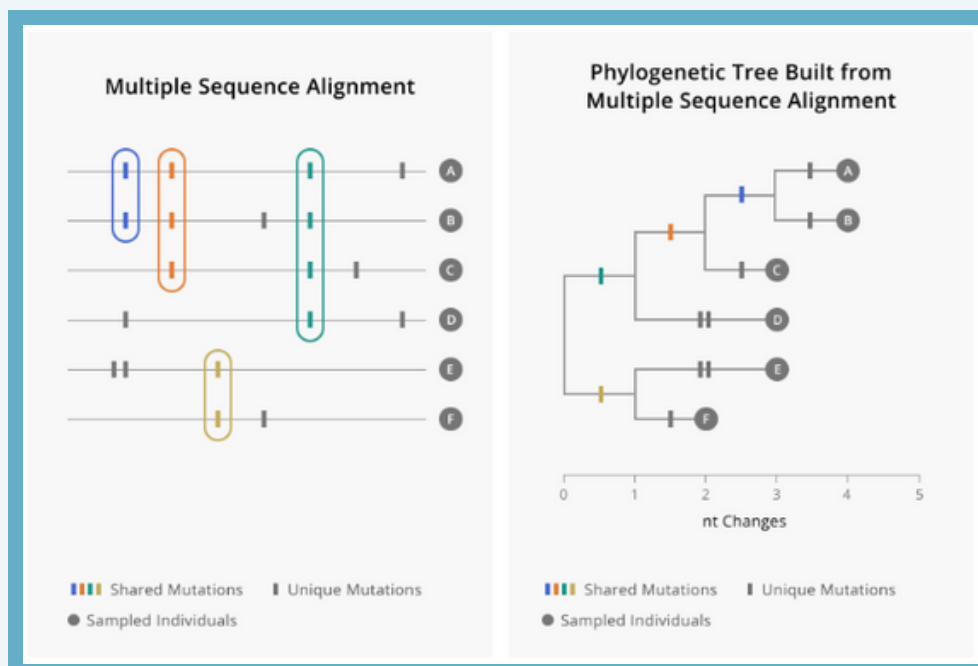 Multiple Sequence Alignment
A
B
C
D
E
F
Shared Mutations
Unique Mutations
Sampled Individuals
Phylogenetic Tree Built from
Multiple Sequence Alignment
A
B
C
D
E
F
0 1 2 3 4 5
nt Changes
Shared Mutations
Unique Mutations
Sampled Individuals